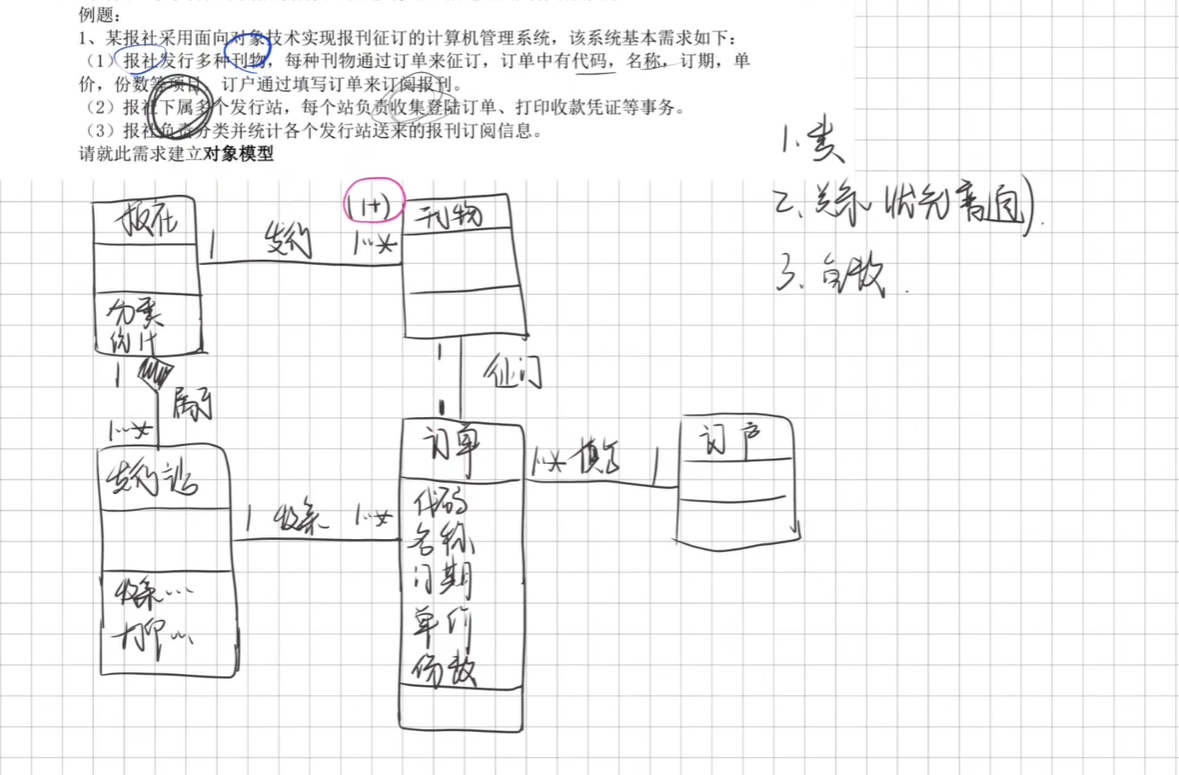 例题：
1、某报社采用面向对象技术实现报刊征订的计算机管理系统，该系统基本需求如下：
（1）报社发行多种刊物，每种刊物通过订单来征订，订单中有代码，名称，订期，单
价，份数等项目，订户通过填写订单来订阅报刊。
（2）报社下属多个发行站，每个站负责收集登陆订单、打印收款凭证等事务。
（3）报社负责分类并统计各个发行站送来的报刊订阅信息。
请就此需求建立对象模型
1. 类
2、关系
3、
报社
1 发行 1…*
(1+)
刊物
分类
统计
1
属于
1…*
1
征订
1
发行站
收集…
打印…
1 收集 1…*
订单
代码
名称
订期
单价
份数
1…* 填写 1
订户